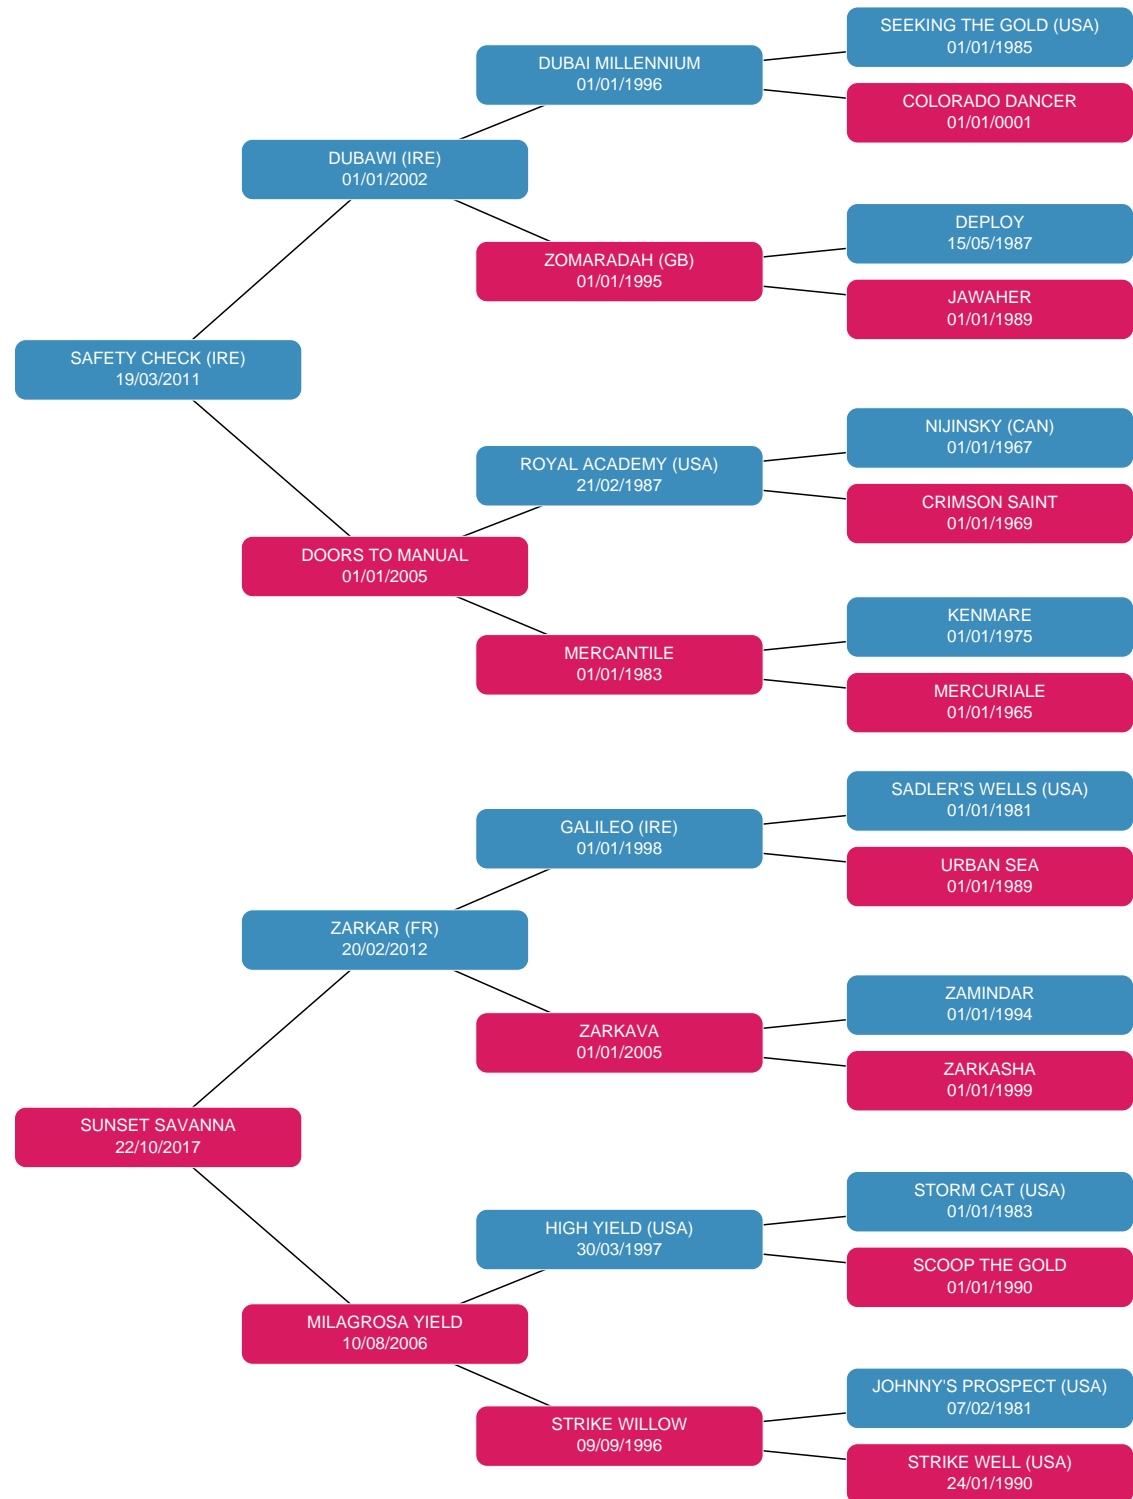 SEEKING THE GOLD (USA)
01/01/1985
DUBAI MILLENNIUM
01/01/1996
COLORADO DANCER
01/01/0001
DUBAWI (IRE)
01/01/2002
DEPLOY
15/05/1987
ZOMARADAH (GB)
01/01/1995
JAWAHER
01/01/1989
SAFETY CHECK (IRE)
19/03/2011
NIJINSKY (CAN)
01/01/1967
ROYAL ACADEMY (USA)
21/02/1987
CRIMSON SAINT
01/01/1969
DOORS TO MANUAL
01/01/2005
KENMARE
01/01/1975
MERCANTILE
01/01/1983
MERCURIALE
01/01/1965
SADLER'S WELLS (USA)
01/01/1981
GALILEO (IRE)
01/01/1998
URBAN SEA
01/01/1989
ZARKAR (FR)
20/02/2012
ZAMINDAR
01/01/1994
ZARKAVA
01/01/2005
ZARKASHA
01/01/1999
SUNSET SAVANNA
22/10/2017
STORM CAT (USA)
01/01/1983
HIGH YIELD (USA)
30/03/1997
SCOOP THE GOLD
01/01/1990
MILAGROSA YIELD
10/08/2006
JOHNNY'S PROSPECT (USA)
07/02/1981
STRIKE WILLOW
09/09/1996
STRIKE WELL (USA)
24/01/1990